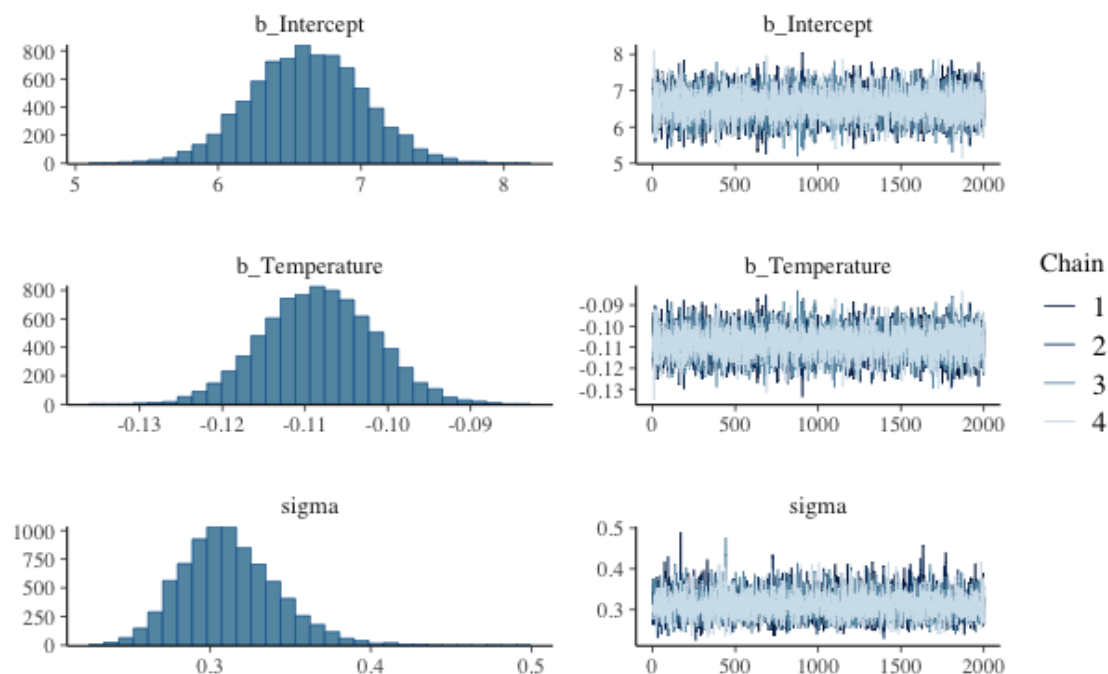 b_Intercept
800
600
400
200
0
5 6 7 8
b_Intercept
8
7
6
5
0 500 1000 1500 2000
b_Temperature
800
600
400
200
0
-0.13 -0.12 -0.11 -0.10 -0.09
b_Temperature
-0.09
-0.10
-0.11
-0.12
-0.13
0 500 1000 1500 2000
sigma
1000
750
500
250
0
0.3 0.4 0.5
sigma
0.5
0.4
0.3
0 500 1000 1500 2000
Chain
1
2
3
4